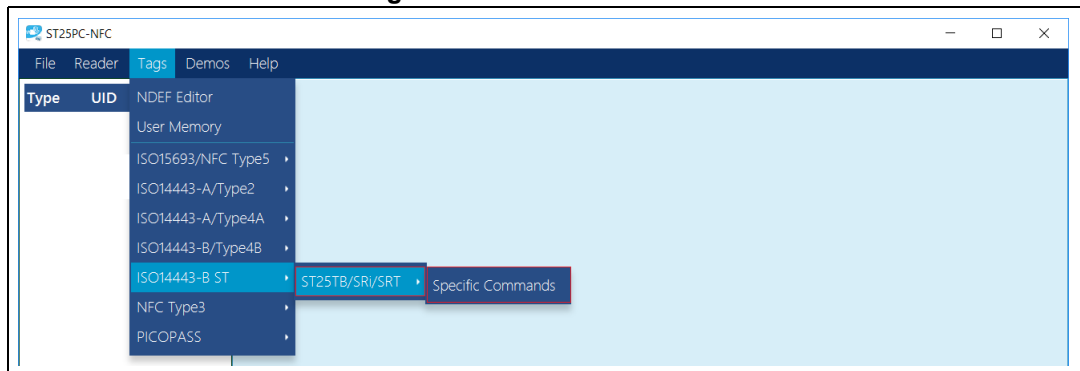 ST25PC-NFC
File Reader Tags Demos Help
Type UID
NDEF Editor
User Memory
ISO15693/NFC Type5
ISO14443-A/Type2
ISO14443-A/Type4A
ISO14443-B/Type4B
ISO14443-B ST
ST25TB/SRi/SRT
Specific Commands
NFC Type3
PICOPASS